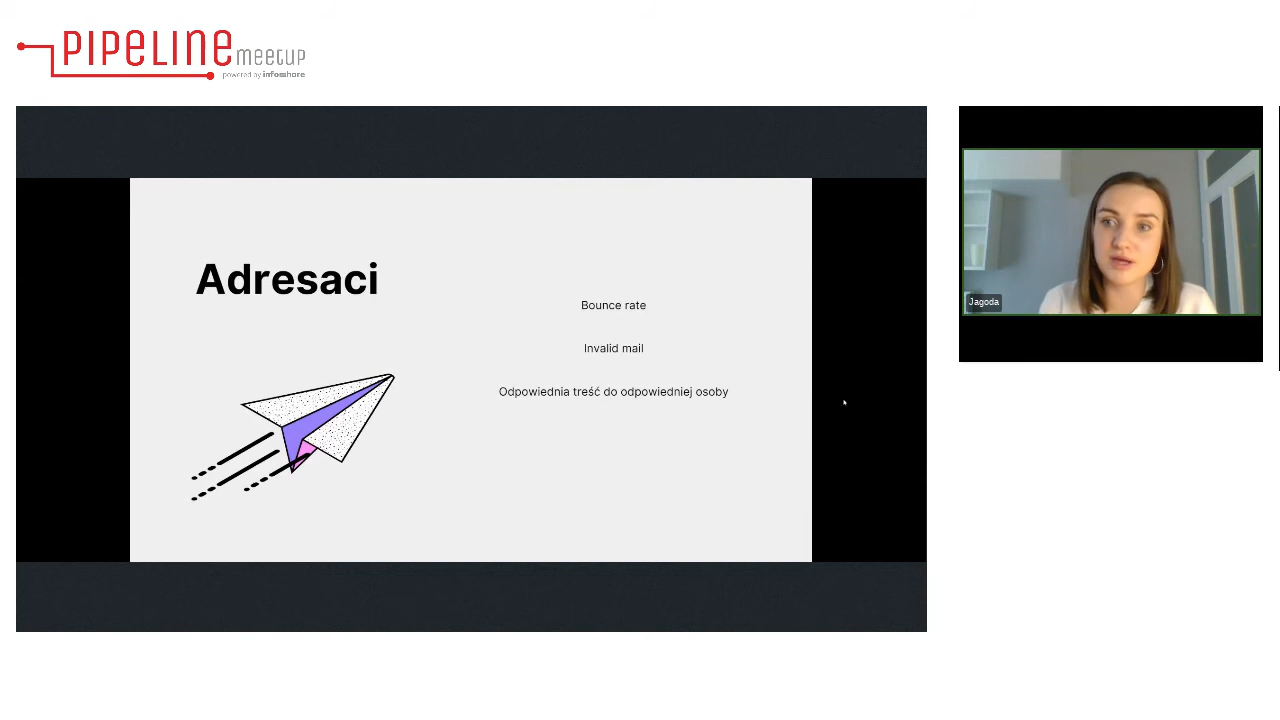 PIPELINE meetup
powered by infoshare
Adresaci
Bounce rate
Invalid mail
Odpowiednia treść do odpowiedniej osoby
Jagoda